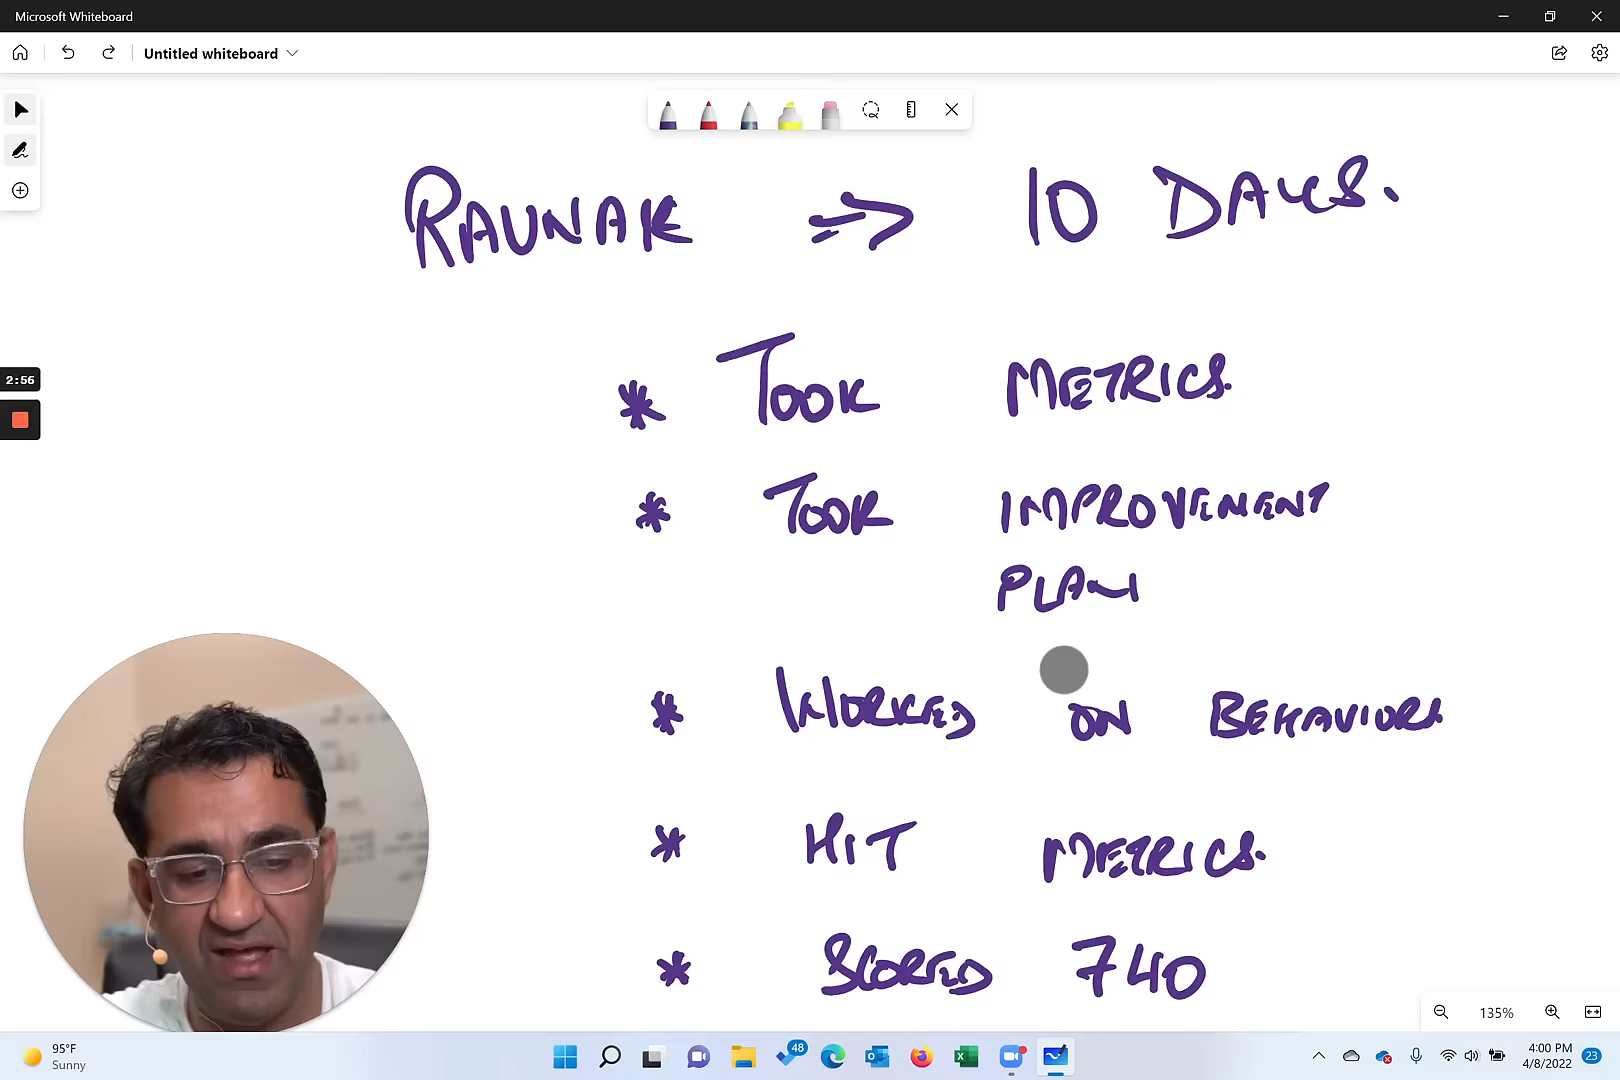 Microsoft Whiteboard
Untitled whiteboard
RAUNAK => 10 DAYS.
2:56
* TOOK METRICS.
* TOOK IMPROVEMENT
PLAN
* WORKED ON BEHAVIORS.
* HIT METRICS.
* SCORED 740
135%
95°F
Sunny
48
4:00 PM
4/8/2022
23